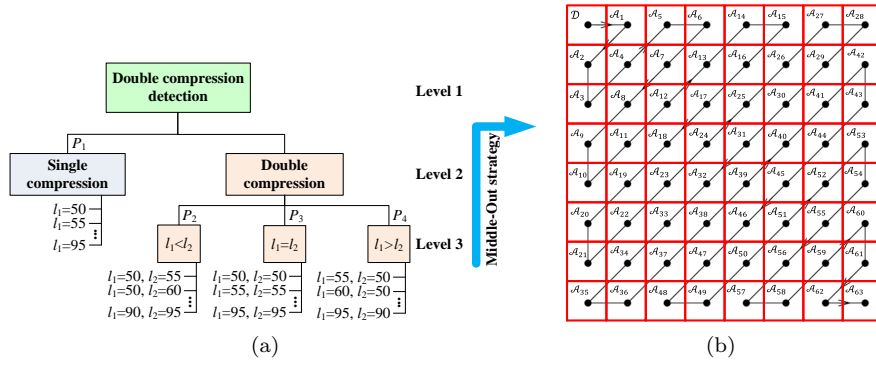 Double compression
detection
Level 1
P₁
Single
compression
Double
compression
Level 2
l₁=50
l₁=55
⋮
l₁=95
P₂
P₃
P₄
l₁<l₂
l₁=l₂
l₁>l₂
Level 3
l₁=50, l₂=55
l₁=50, l₂=60
⋮
l₁=90, l₂=95
l₁=50, l₂=50
l₁=55, l₂=55
⋮
l₁=95, l₂=95
l₁=55, l₂=50
l₁=60, l₂=50
⋮
l₁=95, l₂=90
(a)
Middle-Out strategy
𝒟 𝒜₁ 𝒜₅ 𝒜₆ 𝒜₁₄ 𝒜₁₅ 𝒜₂₇ 𝒜₂₈
𝒜₂ 𝒜₄ 𝒜₇ 𝒜₁₃ 𝒜₁₆ 𝒜₂₆ 𝒜₂₉ 𝒜₄₂
𝒜₃ 𝒜₈ 𝒜₁₂ 𝒜₁₇ 𝒜₂₅ 𝒜₃₀ 𝒜₄₁ 𝒜₄₃
𝒜₉ 𝒜₁₁ 𝒜₁₈ 𝒜₂₄ 𝒜₃₁ 𝒜₄₀ 𝒜₄₄ 𝒜₅₃
𝒜₁₀ 𝒜₁₉ 𝒜₂₃ 𝒜₃₂ 𝒜₃₉ 𝒜₄₅ 𝒜₅₂ 𝒜₅₄
𝒜₂₀ 𝒜₂₂ 𝒜₃₃ 𝒜₃₈ 𝒜₄₆ 𝒜₅₁ 𝒜₅₅ 𝒜₆₀
𝒜₂₁ 𝒜₃₄ 𝒜₃₇ 𝒜₄₇ 𝒜₅₀ 𝒜₅₆ 𝒜₅₉ 𝒜₆₁
𝒜₃₅ 𝒜₃₆ 𝒜₄₈ 𝒜₄₉ 𝒜₅₇ 𝒜₅₈ 𝒜₆₂ 𝒜₆₃
(b)